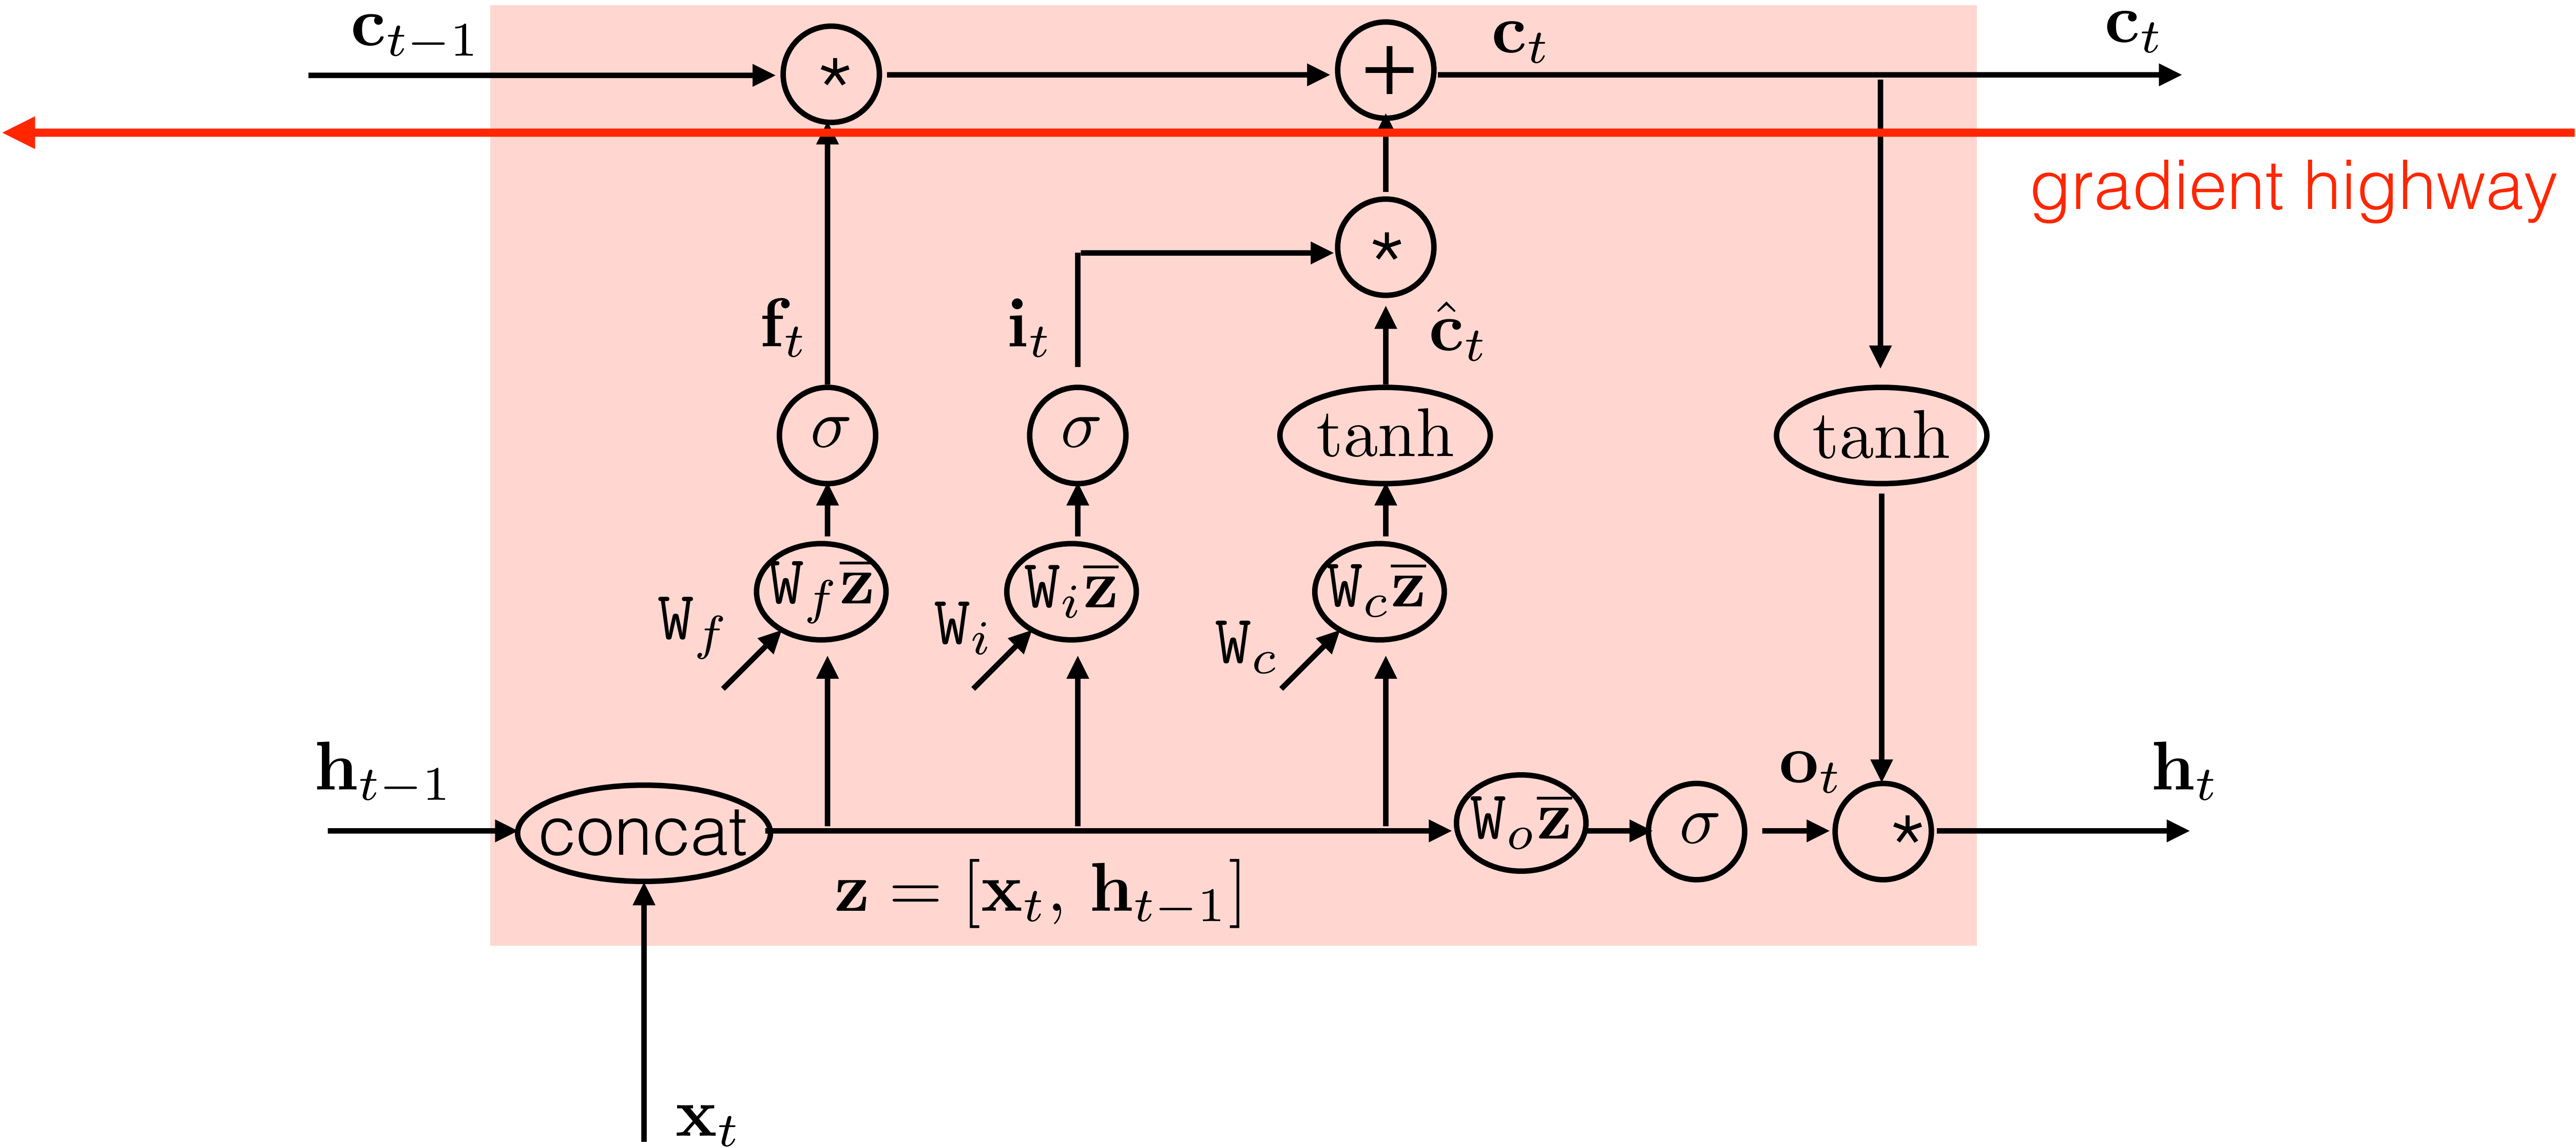 c_{t-1}
c_t
c_t
*
+
gradient highway
*
f_t
i_t
ĉ_t
σ
σ
tanh
tanh
W_f z̄
W_i z̄
W_c z̄
W_f
W_i
W_c
h_{t-1}
o_t
h_t
concat
W_o z̄
σ
*
z = [x_t, h_{t-1}]
x_t